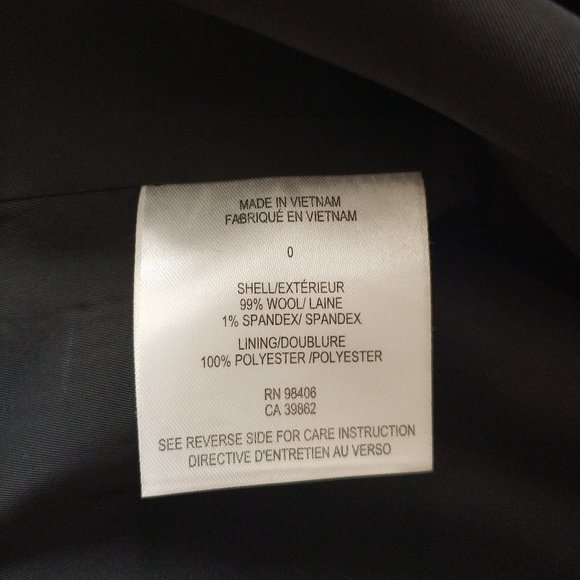 MADE IN VIETNAM
FABRIQUÉ EN VIETNAM
0
SHELL/EXTÉRIEUR
99% WOOL/ LAINE
1% SPANDEX/ SPANDEX
LINING/DOUBLURE
100% POLYESTER /POLYESTER
RN 98406
CA 39862
SEE REVERSE SIDE FOR CARE INSTRUCTION
DIRECTIVE D'ENTRETIEN AU VERSO